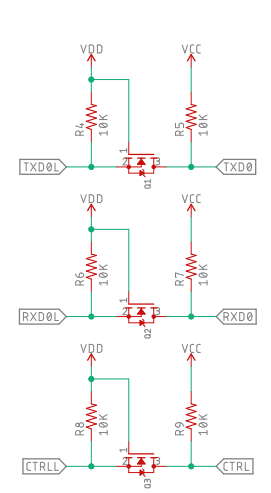 VDD VCC
R4 10K 1 R5 10K
TXD0L 2 3 TXD0
Q1
VDD VCC
R6 10K 1 R7 10K
RXD0L 2 3 RXD0
Q2
VDD VCC
R8 10K 1 R9 10K
CTRLL 2 3 CTRL
Q3